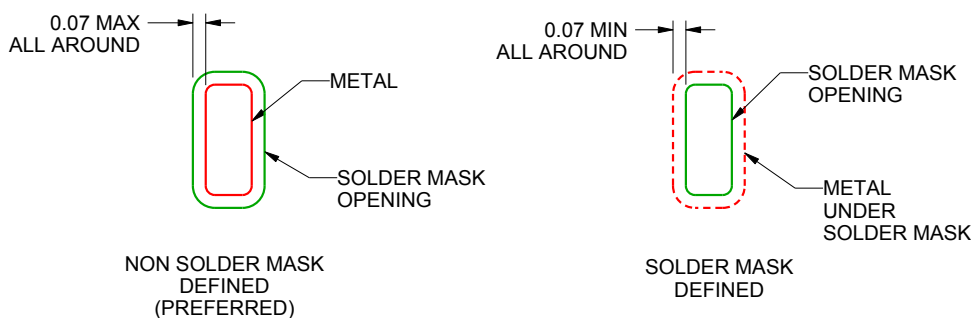 0.07 MAX
ALL AROUND
METAL
SOLDER MASK
OPENING
NON SOLDER MASK
DEFINED
(PREFERRED)
0.07 MIN
ALL AROUND
SOLDER MASK
OPENING
METAL
UNDER
SOLDER MASK
SOLDER MASK
DEFINED